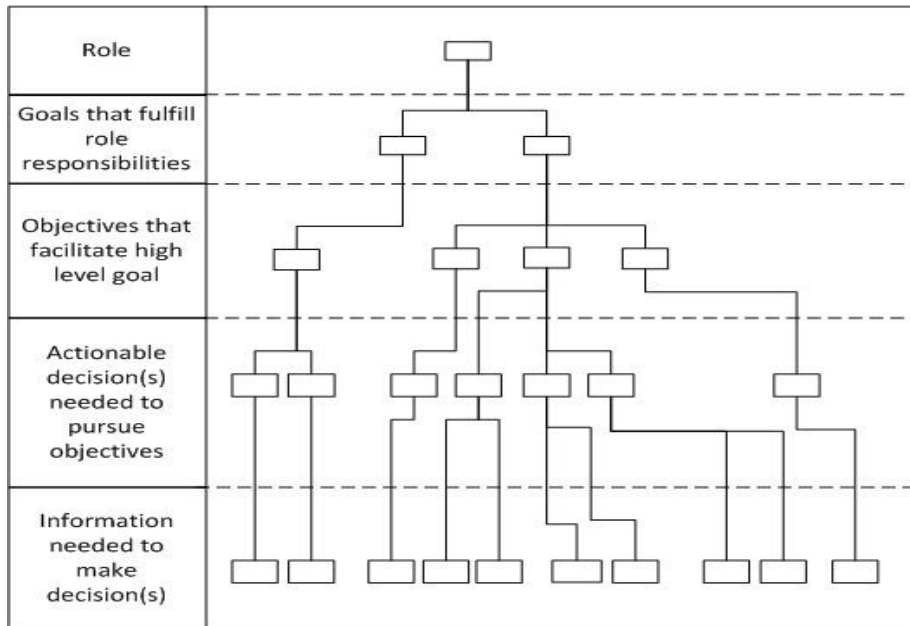 Role
Goals that fulfill
role
responsibilities
Objectives that
facilitate high
level goal
Actionable
decision(s)
needed to
pursue
objectives
Information
needed to
make
decision(s)